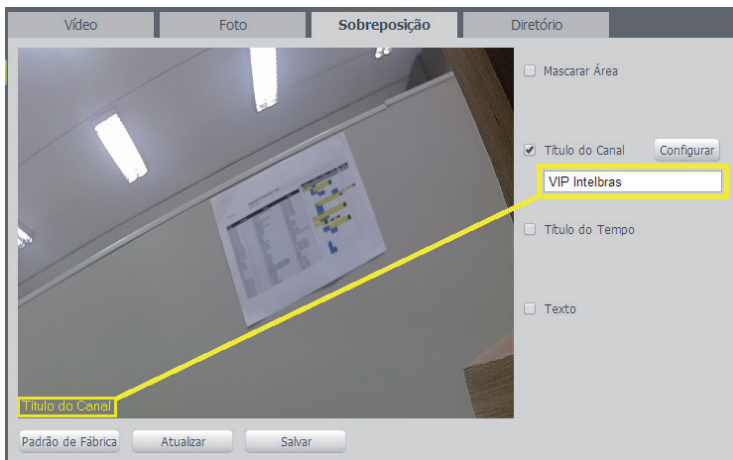 Vídeo
Foto
Sobreposição
Diretório
Mascarar Área
Título do Canal
Configurar
VIP Intelbras
Título do Tempo
Texto
Título do Canal
Padrão de Fábrica
Atualizar
Salvar